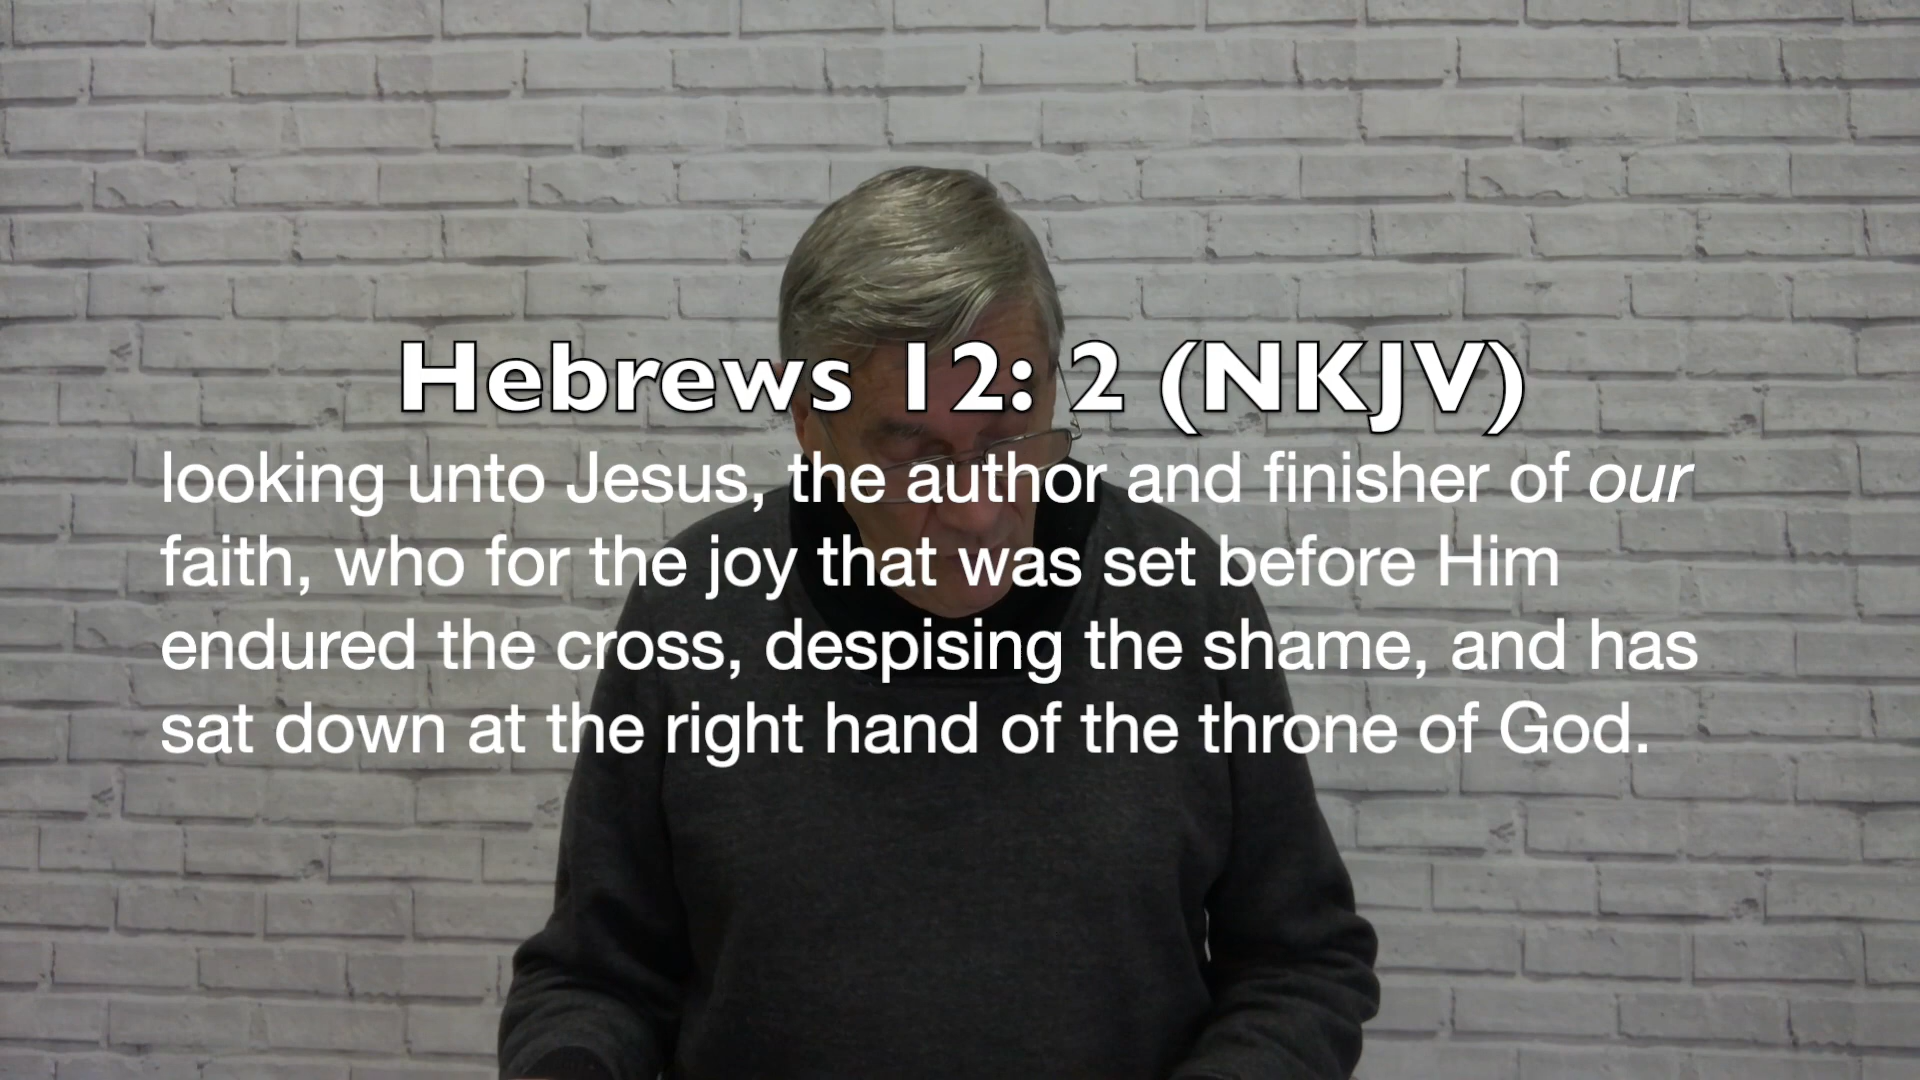 Hebrews 12: 2 (NKJV)
looking unto Jesus, the author and finisher of our
faith, who for the joy that was set before Him
endured the cross, despising the shame, and has
sat down at the right hand of the throne of God.